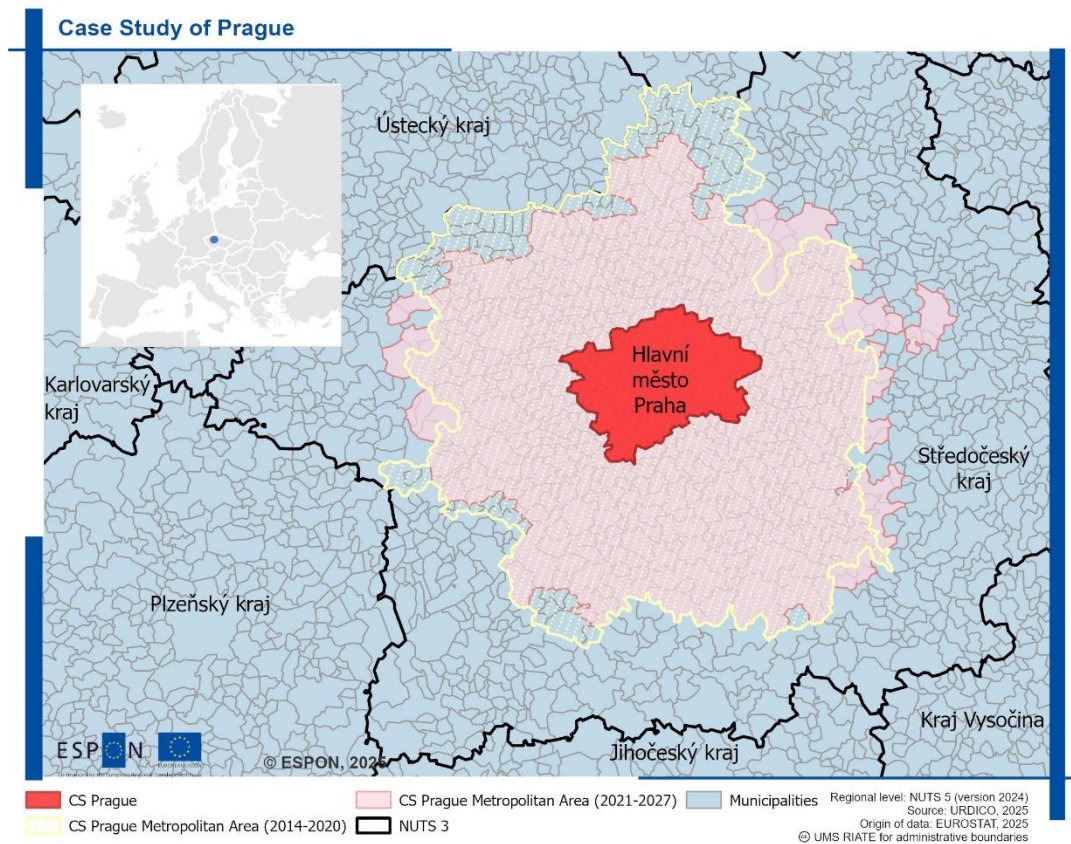 Case Study of Prague
Ústecký kraj
Hlavní
město
Praha
Karlovarský
kraj
Středočeský
kraj
Plzeňský kraj
Kraj Vysočina
Jihočeský kraj
ESPON
EUROPEAN UNION
© ESPON, 2025
CS Prague
CS Prague Metropolitan Area (2021-2027)
Municipalities
CS Prague Metropolitan Area (2014-2020)
NUTS 3
Regional level: NUTS 5 (version 2024)
Source: URDICO, 2025
Origin of data: EUROSTAT, 2025
cc UMS RIATE for administrative boundaries